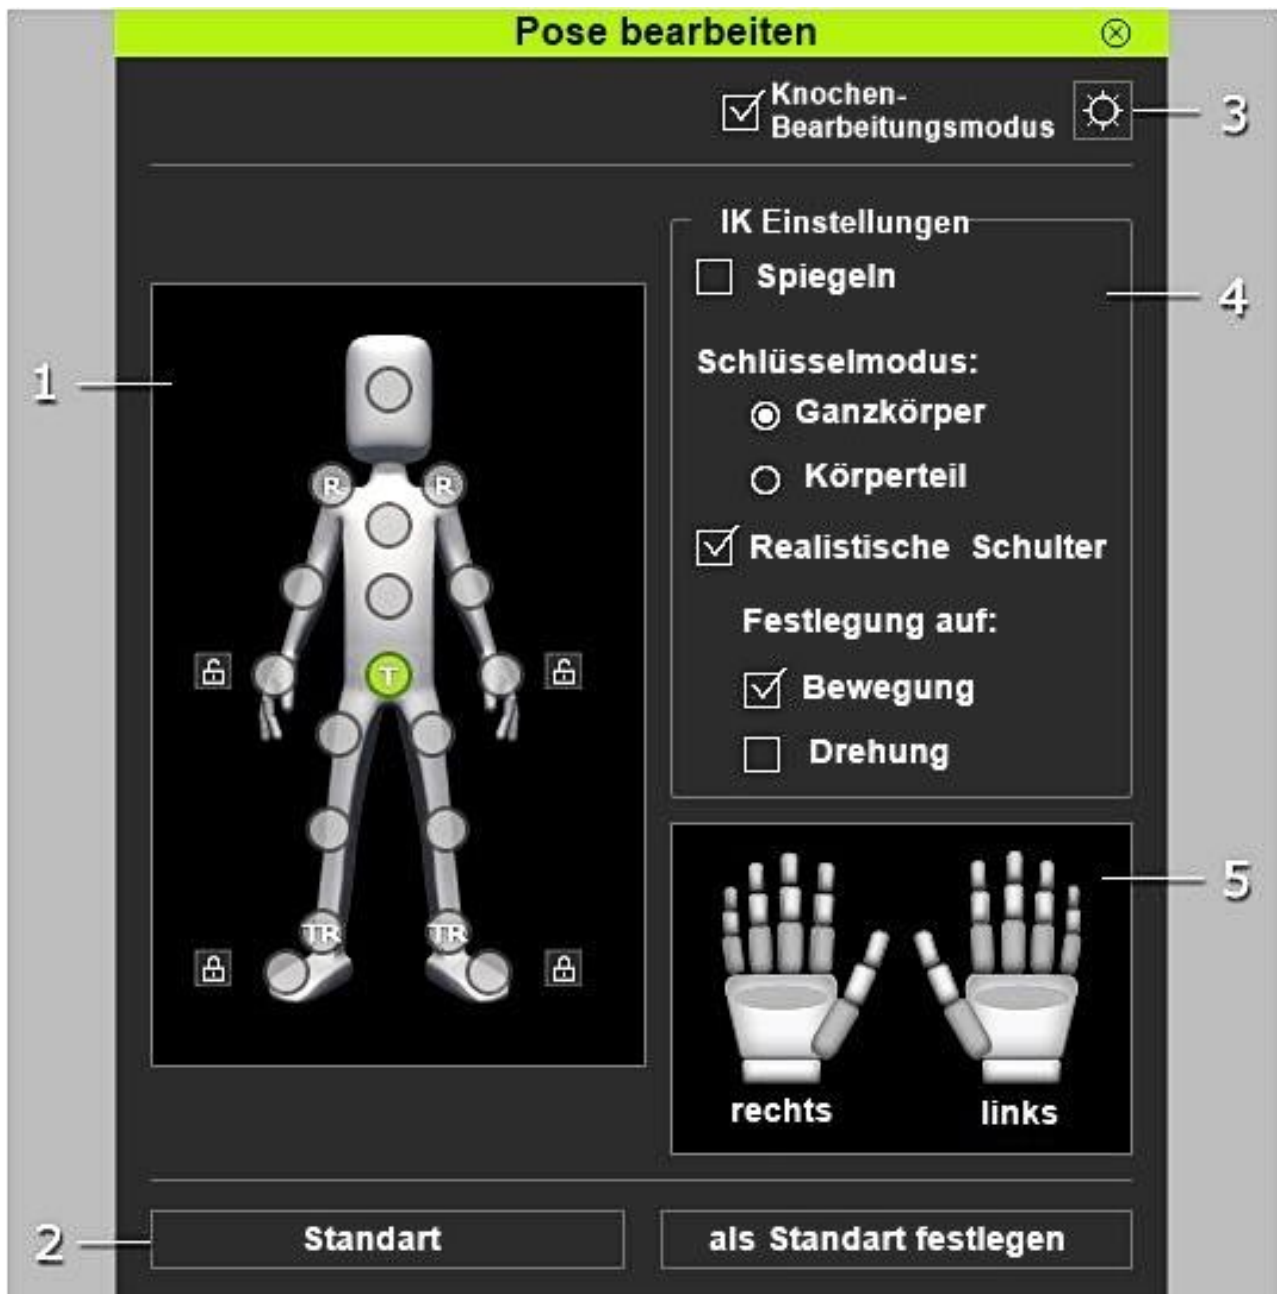 Pose bearbeiten
Knochen-
Bearbeitungsmodus
3
IK Einstellungen
Spiegeln
4
Schlüsselmodus:
Ganzkörper
Körperteil
Realistische Schulter
Festlegung auf:
Bewegung
Drehung
1
R R
T
TR TR
5
rechts links
2
Standart
als Standart festlegen